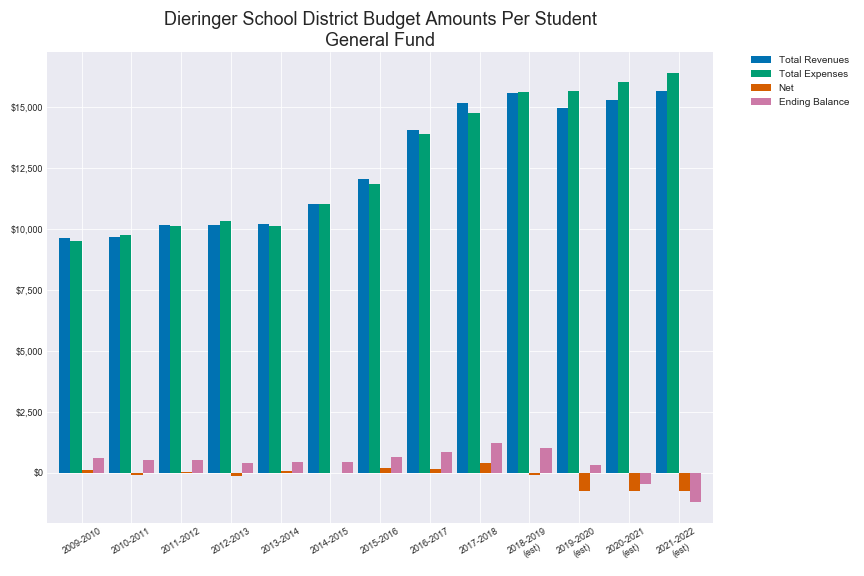 Dieringer School District Budget Amounts Per Student
General Fund
Total Revenues
Total Expenses
Net
Ending Balance
$15,000
$12,500
$10,000
$7,500
$5,000
$2,500
$0
2009-2010
2010-2011
2011-2012
2012-2013
2013-2014
2014-2015
2015-2016
2016-2017
2017-2018
2018-2019
(est)
2019-2020
(est)
2020-2021
(est)
2021-2022
(est)